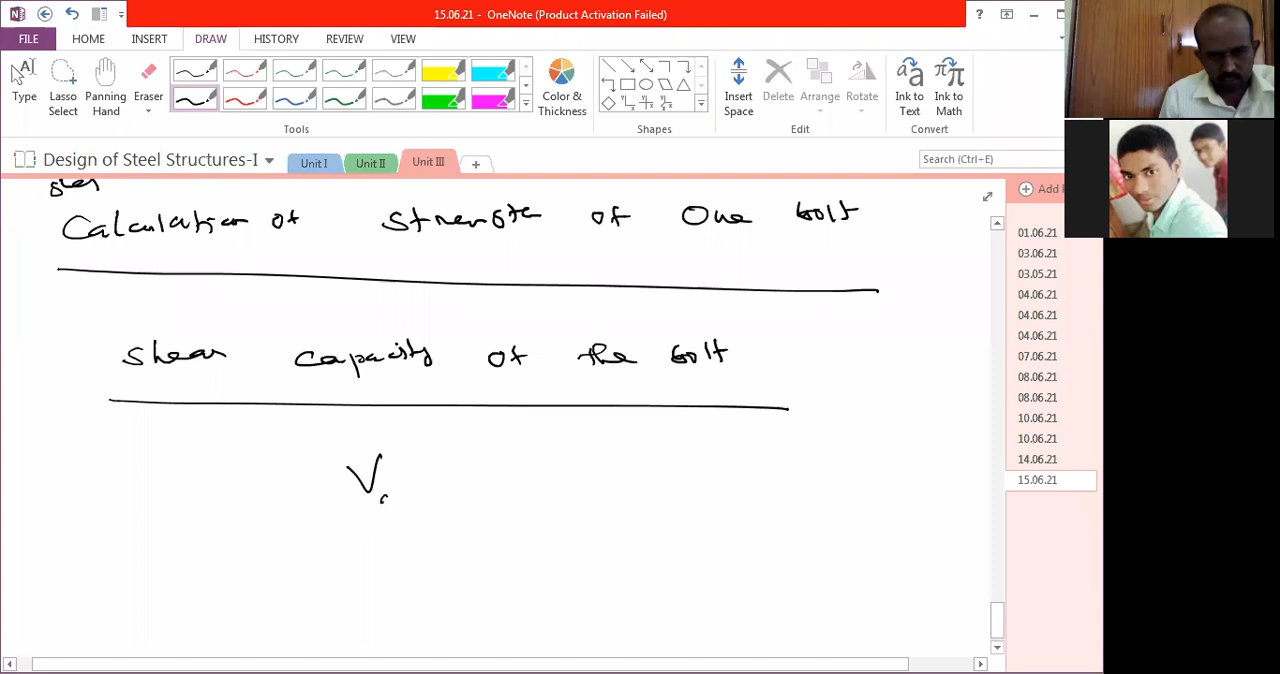 15.06.21 - OneNote (Product Activation Failed)
?
FILE HOME INSERT DRAW HISTORY REVIEW VIEW
Type
Lasso Select
Panning Hand
Eraser
Color & Thickness
Insert Space
Delete
Arrange
Rotate
Ink to Text
Ink to Math
Tools
Shapes
Edit
Convert
Design of Steel Structures-I
Unit I
Unit II
Unit III
Search (Ctrl+E)
Add
Calculation of Strength of One bolt
Shear capacity of the bolt
V
01.06.21
03.06.21
03.05.21
04.06.21
04.06.21
04.06.21
07.06.21
08.06.21
08.06.21
10.06.21
10.06.21
14.06.21
15.06.21